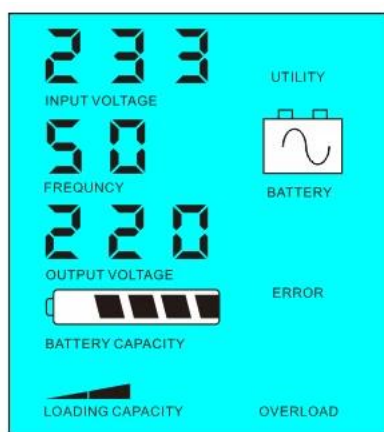 233
UTILITY
INPUT VOLTAGE
50
FREQUNCY
BATTERY
220
OUTPUT VOLTAGE
ERROR
BATTERY CAPACITY
LOADING CAPACITY
OVERLOAD